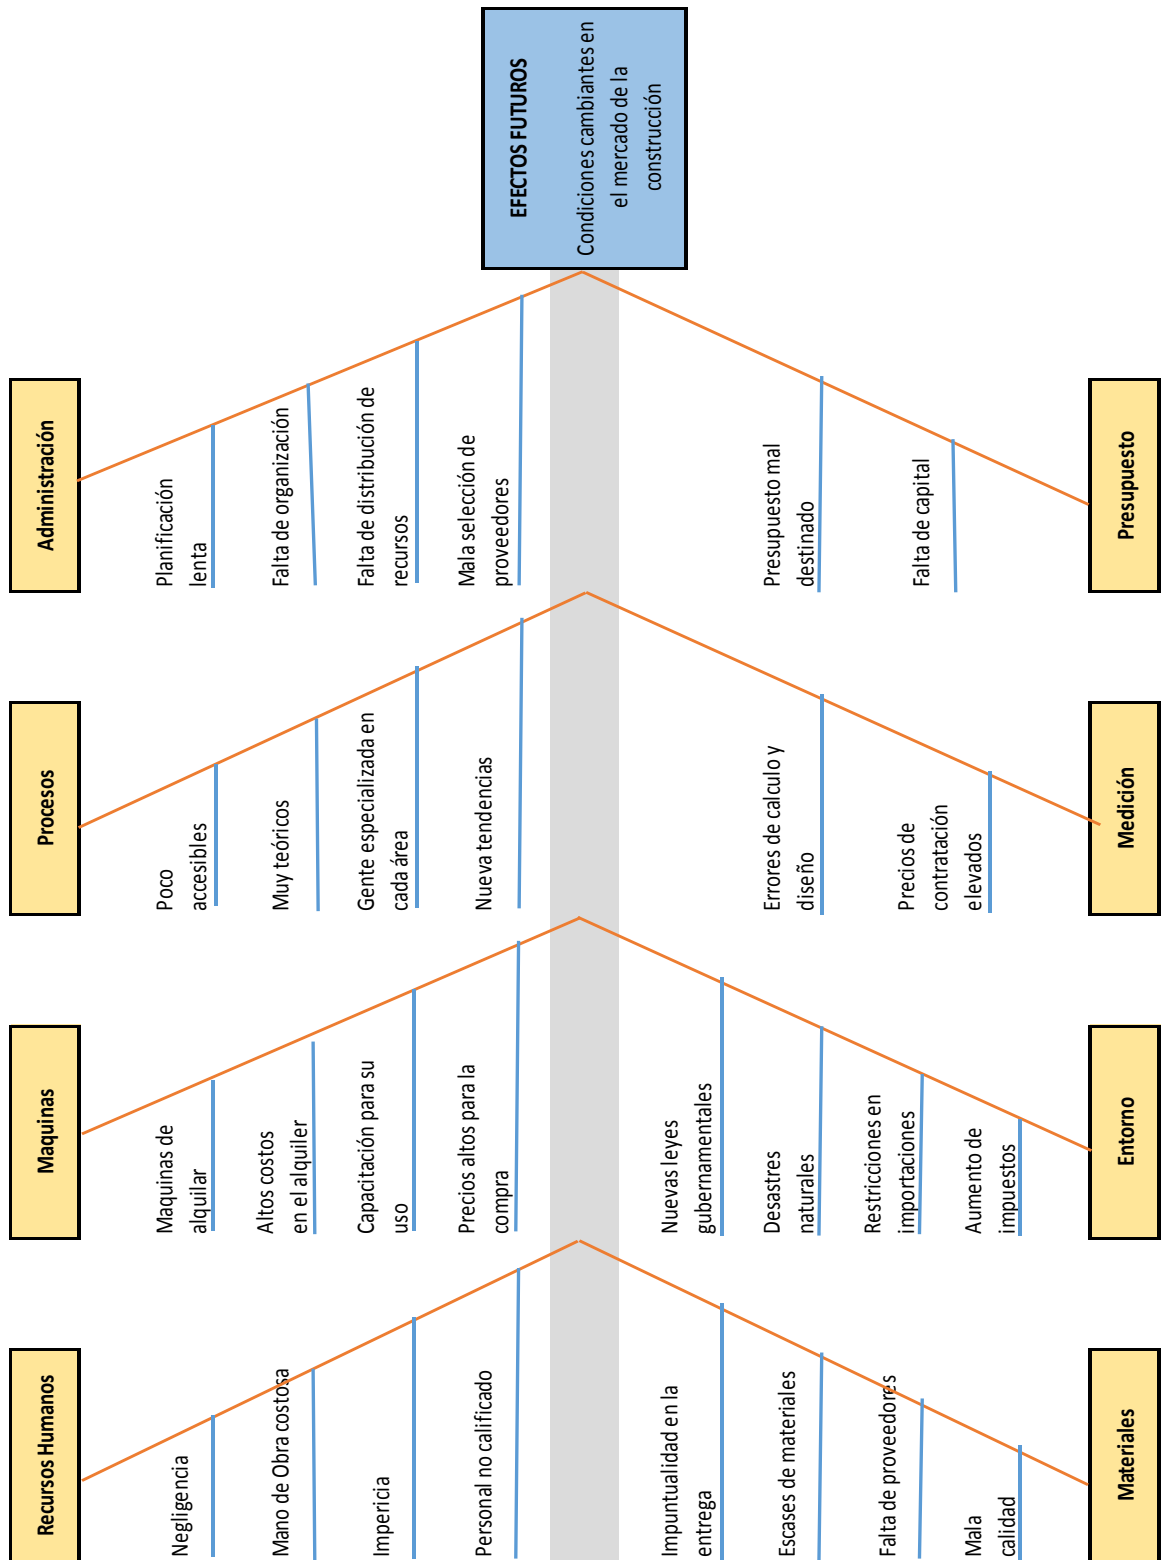 Recursos Humanos
Maquinas
Procesos
Administración
Negligencia
Mano de Obra costosa
Impericia
Personal no calificado
Maquinas de
alquilar
Altos costos
en el alquiler
Capacitación para su
uso
Precios altos para la
compra
Poco
accesibles
Muy teóricos
Gente especializada en
cada área
Nueva tendencias
Planificación
lenta
Falta de organización
Falta de distribución de
recursos
Mala selección de
proveedores
EFECTOS FUTUROS
Condiciones cambiantes en
el mercado de la
construcción
Impuntualidad en la
entrega
Escases de materiales
Falta de proveedores
Mala
calidad
Nuevas leyes
gubernamentales
Desastres
naturales
Restricciones en
importaciones
Aumento de
impuestos
Errores de calculo y
diseño
Precios de
contratación
elevados
Presupuesto mal
destinado
Falta de capital
Materiales
Entorno
Medición
Presupuesto